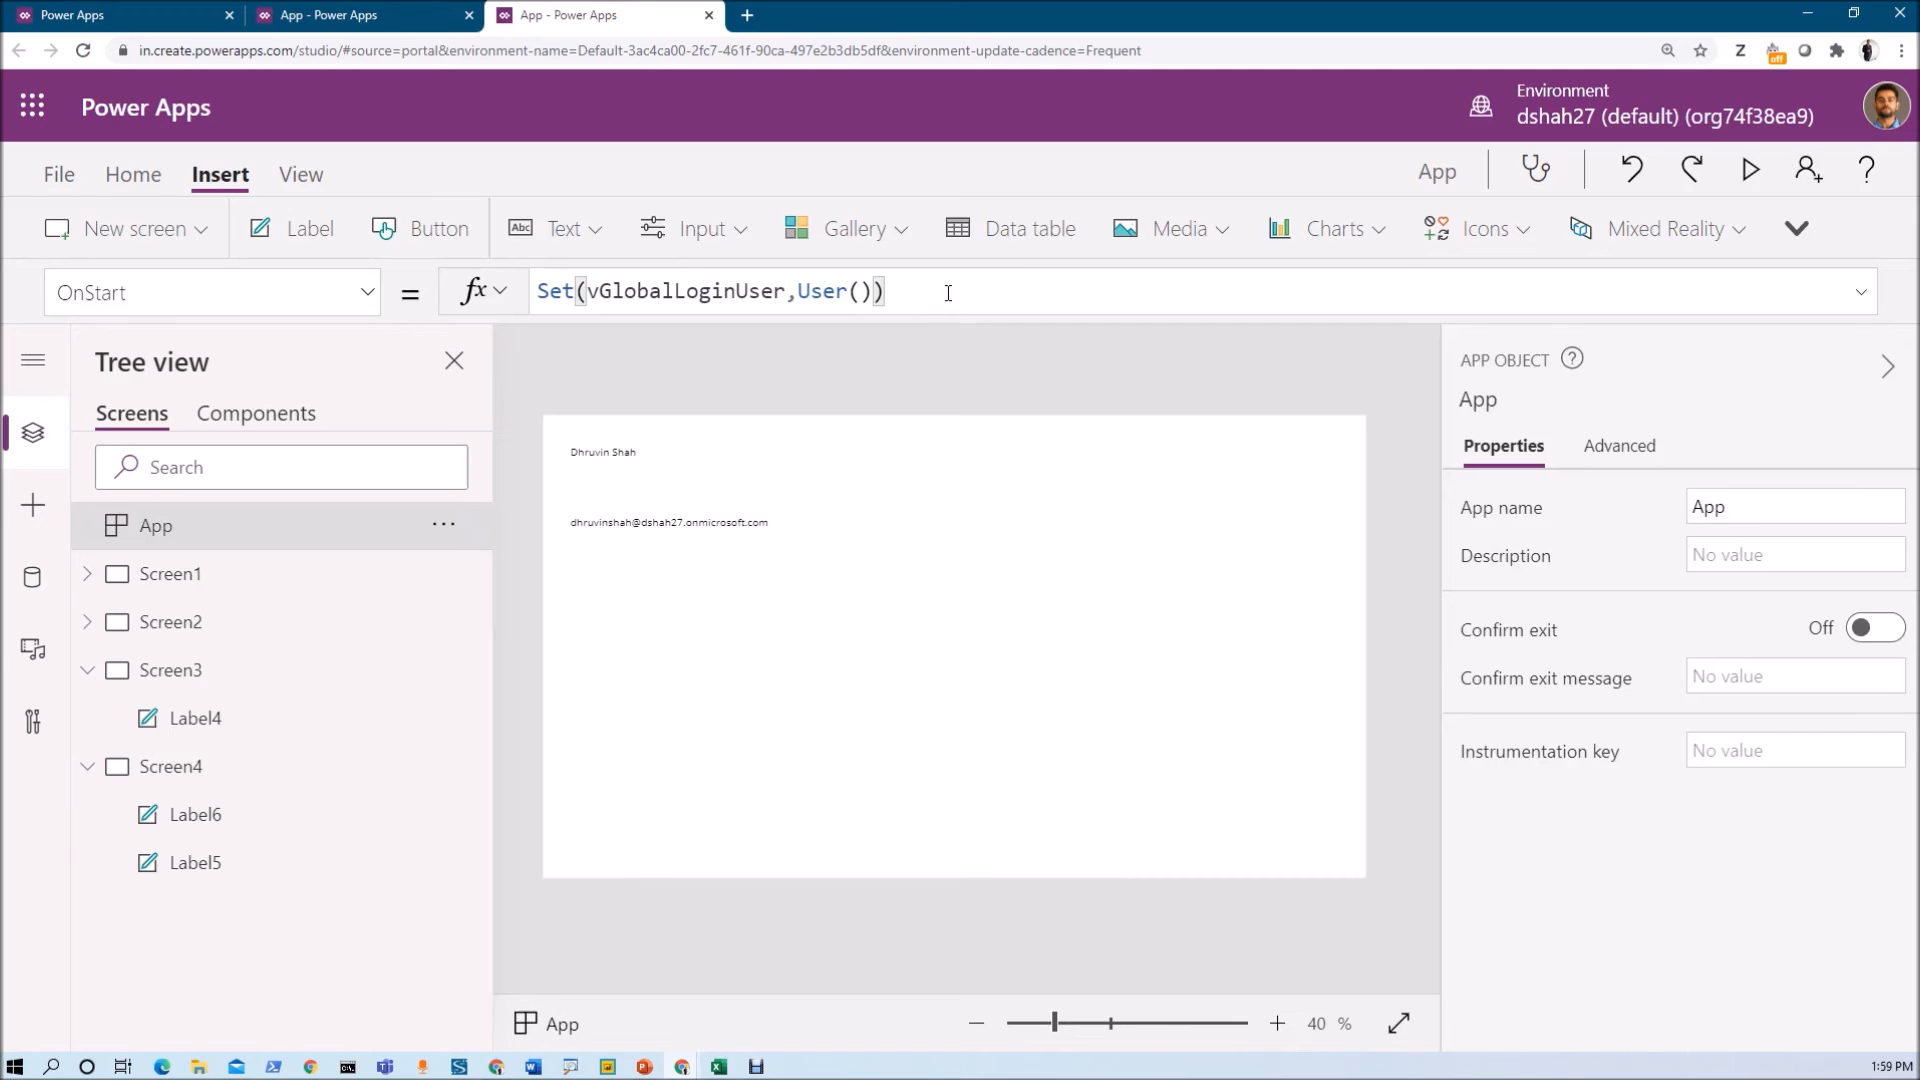 Power Apps
App - Power Apps
App - Power Apps
in.create.powerapps.com/studio/#source=portal&environment-name=Default-3ac4ca00-2fc7-461f-90ca-497e2b3db5df&environment-update-cadence=Frequent
Z
off
Power Apps
Environment
dshah27 (default) (org74f38ea9)
File
Home
Insert
View
App
New screen
Label
Button
Abc
Text
Input
Gallery
Data table
Media
Charts
Icons
Mixed Reality
OnStart
=
fx
Set(vGlobalLoginUser,User())
Tree view
Screens
Components
Search
App
Screen1
Screen2
Screen3
Label4
Screen4
Label6
Label5
Dhruvin Shah
dhruvinshah@dshah27.onmicrosoft.com
App
40 %
APP OBJECT
App
Properties
Advanced
App name
App
Description
No value
Confirm exit
Off
Confirm exit message
No value
Instrumentation key
No value
1:59 PM